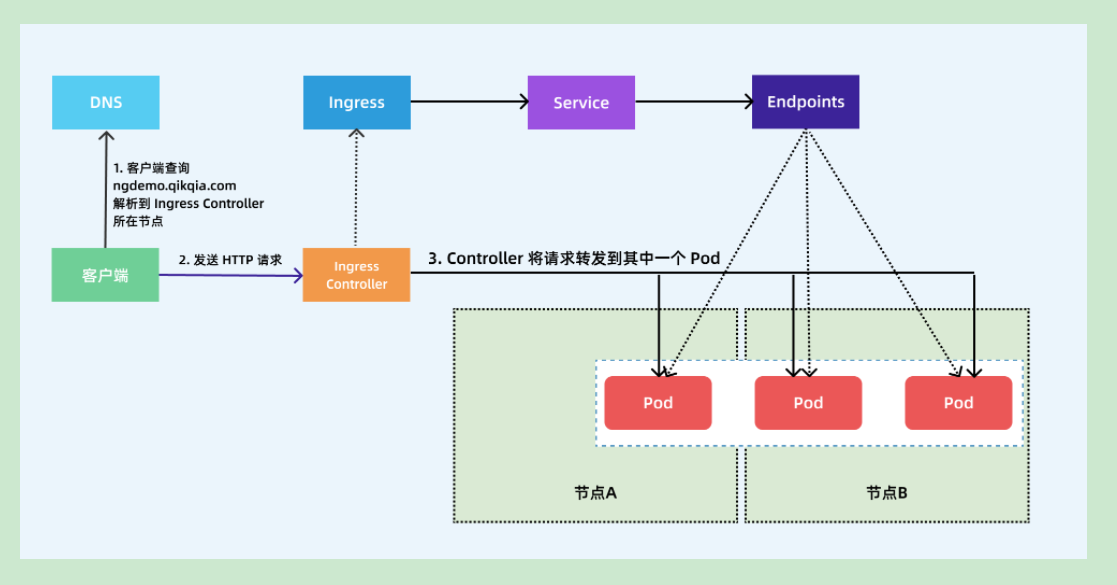 DNS
Ingress
Service
Endpoints
1. 客户端查询
ngdemo.qikqia.com
解析到 Ingress Controller
所在节点
客户端
2. 发送 HTTP 请求
Ingress
Controller
3. Controller 将请求转发到其中一个 Pod
Pod
Pod
Pod
节点A
节点B